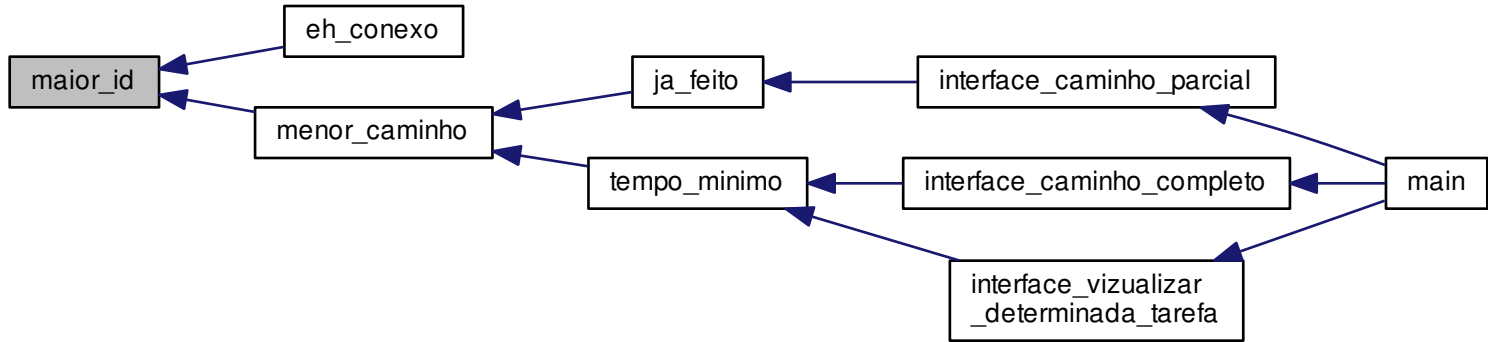 eh_conexo
maior_id
ja_feito
interface_caminho_parcial
menor_caminho
tempo_minimo
interface_caminho_completo
main
interface_vizualizar
_determinada_tarefa